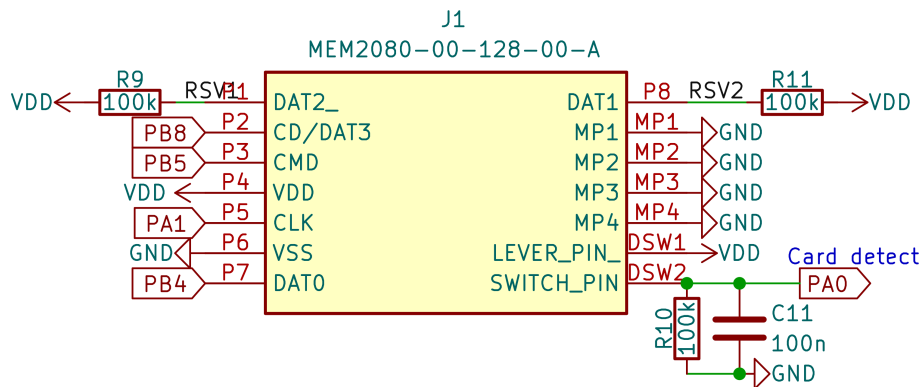 J1
MEM2080-00-128-00-A
R9 RSV1 P1 DAT2_ DAT1 P8 RSV2 R11
VDD 100k 100k VDD
PB8 P2 CD/DAT3 MP1 MP1 GND
PB5 P3 CMD MP2 MP2 GND
VDD P4 VDD MP3 MP3 GND
PA1 P5 CLK MP4 MP4 GND
GND P6 VSS LEVER_PIN_ DSW1 VDD
Card detect
PB4 P7 DAT0 SWITCH_PIN DSW2 PA0
R10 100k C11
100n
GND